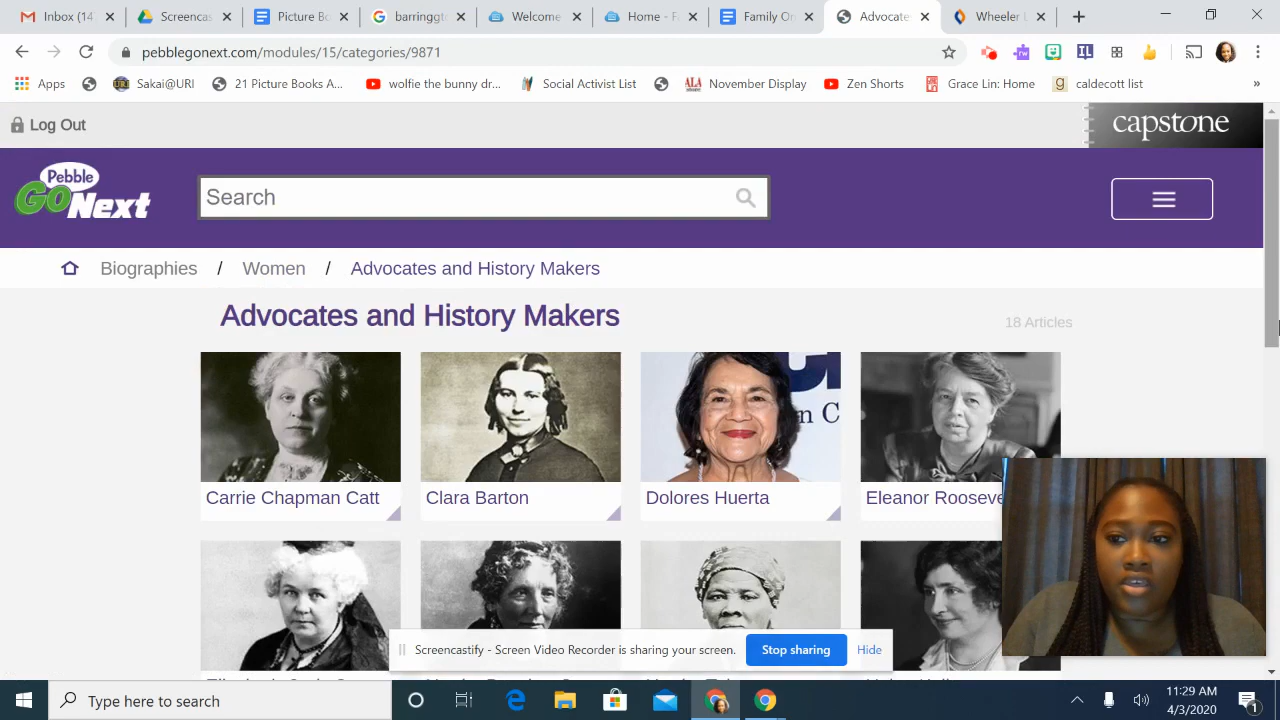 Inbox (14
Screencas
Picture Bo
barringgto
Welcome
Home - F
Family On
Advocate
Wheeler L
pebblegonext.com/modules/15/categories/9871
Apps
Sakai@URI
21 Picture Books A...
wolfie the bunny dr...
Social Activist List
November Display
Zen Shorts
Grace Lin: Home
caldecott list
»
Log Out
capstone
Pebble
GO Next
Search
Biographies / Women / Advocates and History Makers
Advocates and History Makers
18 Articles
Carrie Chapman Catt
Clara Barton
Dolores Huerta
Eleanor Rooseve
n C
Screencastify - Screen Video Recorder is sharing your screen.
Stop sharing
Hide
Type here to search
11:29 AM
4/3/2020
1